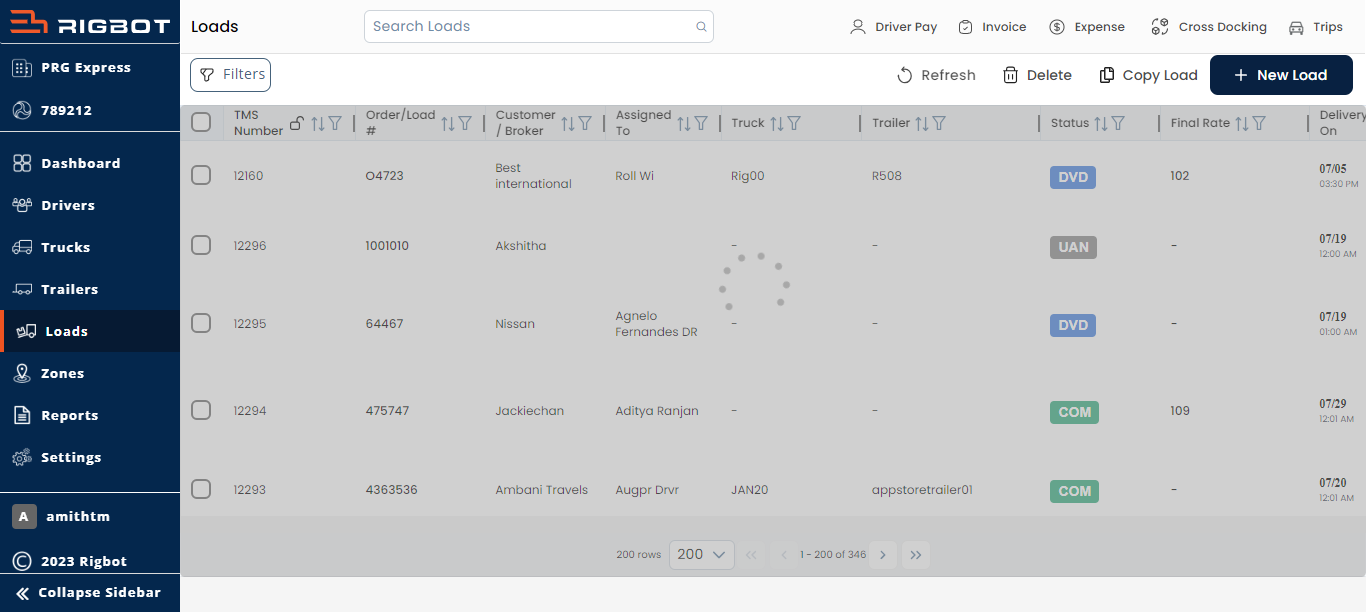 RIGBOT
PRG Express
789212
Dashboard
Drivers
Trucks
Trailers
Loads
Zones
Reports
Settings
A amithtm
© 2023 Rigbot
Collapse Sidebar
Loads
Search Loads
Driver Pay Invoice Expense Cross Docking Trips
Filters
Refresh Delete Copy Load + New Load
TMS Number Order/Load # Customer / Broker Assigned To Truck Trailer Status Final Rate Delivery On
12160 O4723 Best international Roll Wi Rig00 R508 DVD 102 07/05 03:30 PM
12296 1001010 Akshitha - - UAN - 07/19 12:00 AM
12295 64467 Nissan Agnelo Fernandes DR - - DVD - 07/19 01:00 AM
12294 475747 Jackiechan Aditya Ranjan - - COM 109 07/29 12:01 AM
12293 4363536 Ambani Travels Augpr Drvr JAN20 appstoretrailer01 COM - 07/20 12:01 AM
200 rows 200 1 - 200 of 346